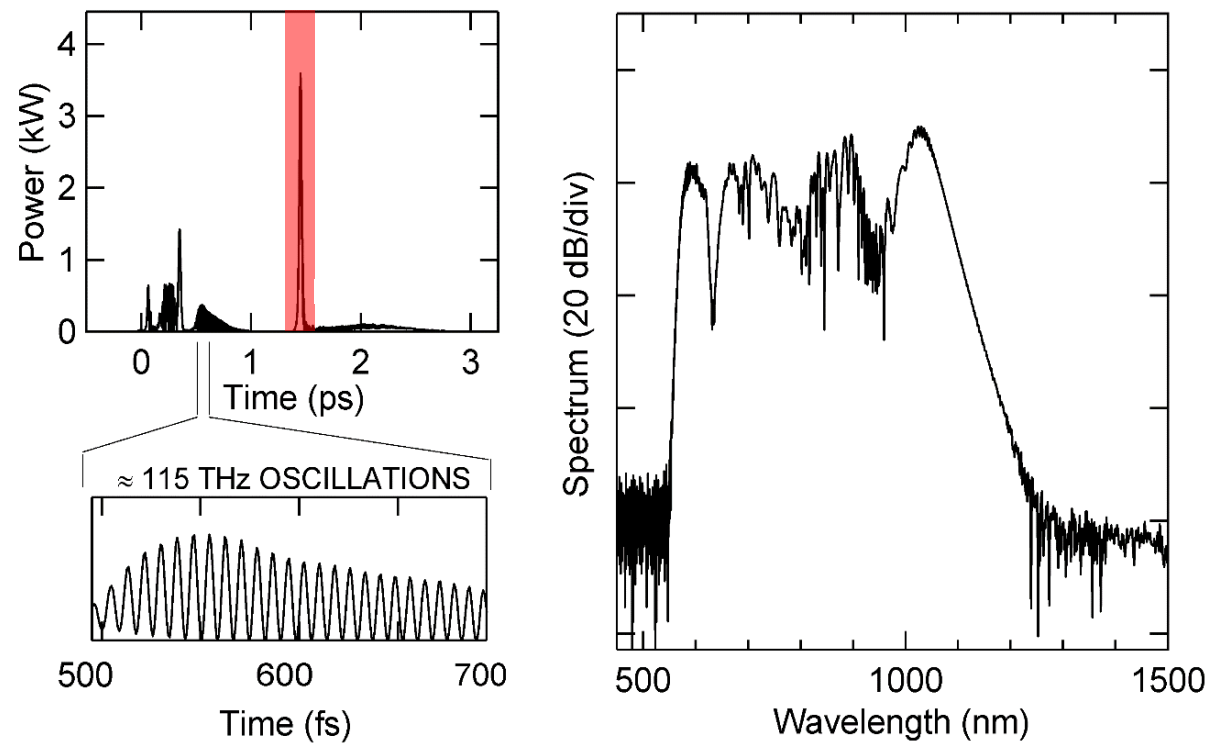 Power (kW)
4
3
2
1
0
0 1 2 3
Time (ps)
≈ 115 THz OSCILLATIONS
500 600 700
Time (fs)
Spectrum (20 dB/div)
500 1000 1500
Wavelength (nm)